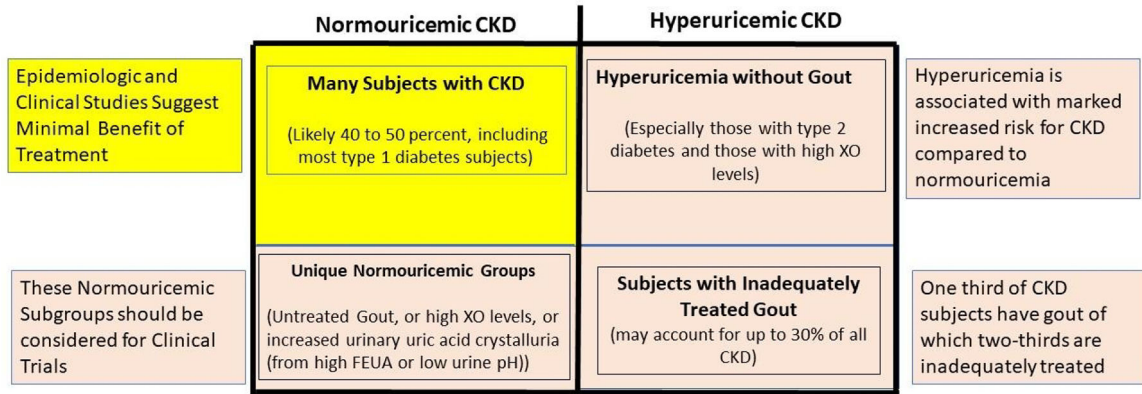 Normouricemic CKD
Hyperuricemic CKD
Epidemiologic and
Clinical Studies Suggest
Minimal Benefit of
Treatment
Many Subjects with CKD
(Likely 40 to 50 percent, including
most type 1 diabetes subjects)
Hyperuricemia without Gout
(Especially those with type 2
diabetes and those with high XO
levels)
Hyperuricemia is
associated with marked
increased risk for CKD
compared to
normouricemia
These Normouricemic
Subgroups should be
considered for Clinical
Trials
Unique Normouricemic Groups
(Untreated Gout, or high XO levels, or
increased urinary uric acid crystalluria
(from high FEUA or low urine pH))
Subjects with Inadequately
Treated Gout
(may account for up to 30% of all
CKD)
One third of CKD
subjects have gout of
which two-thirds are
inadequately treated